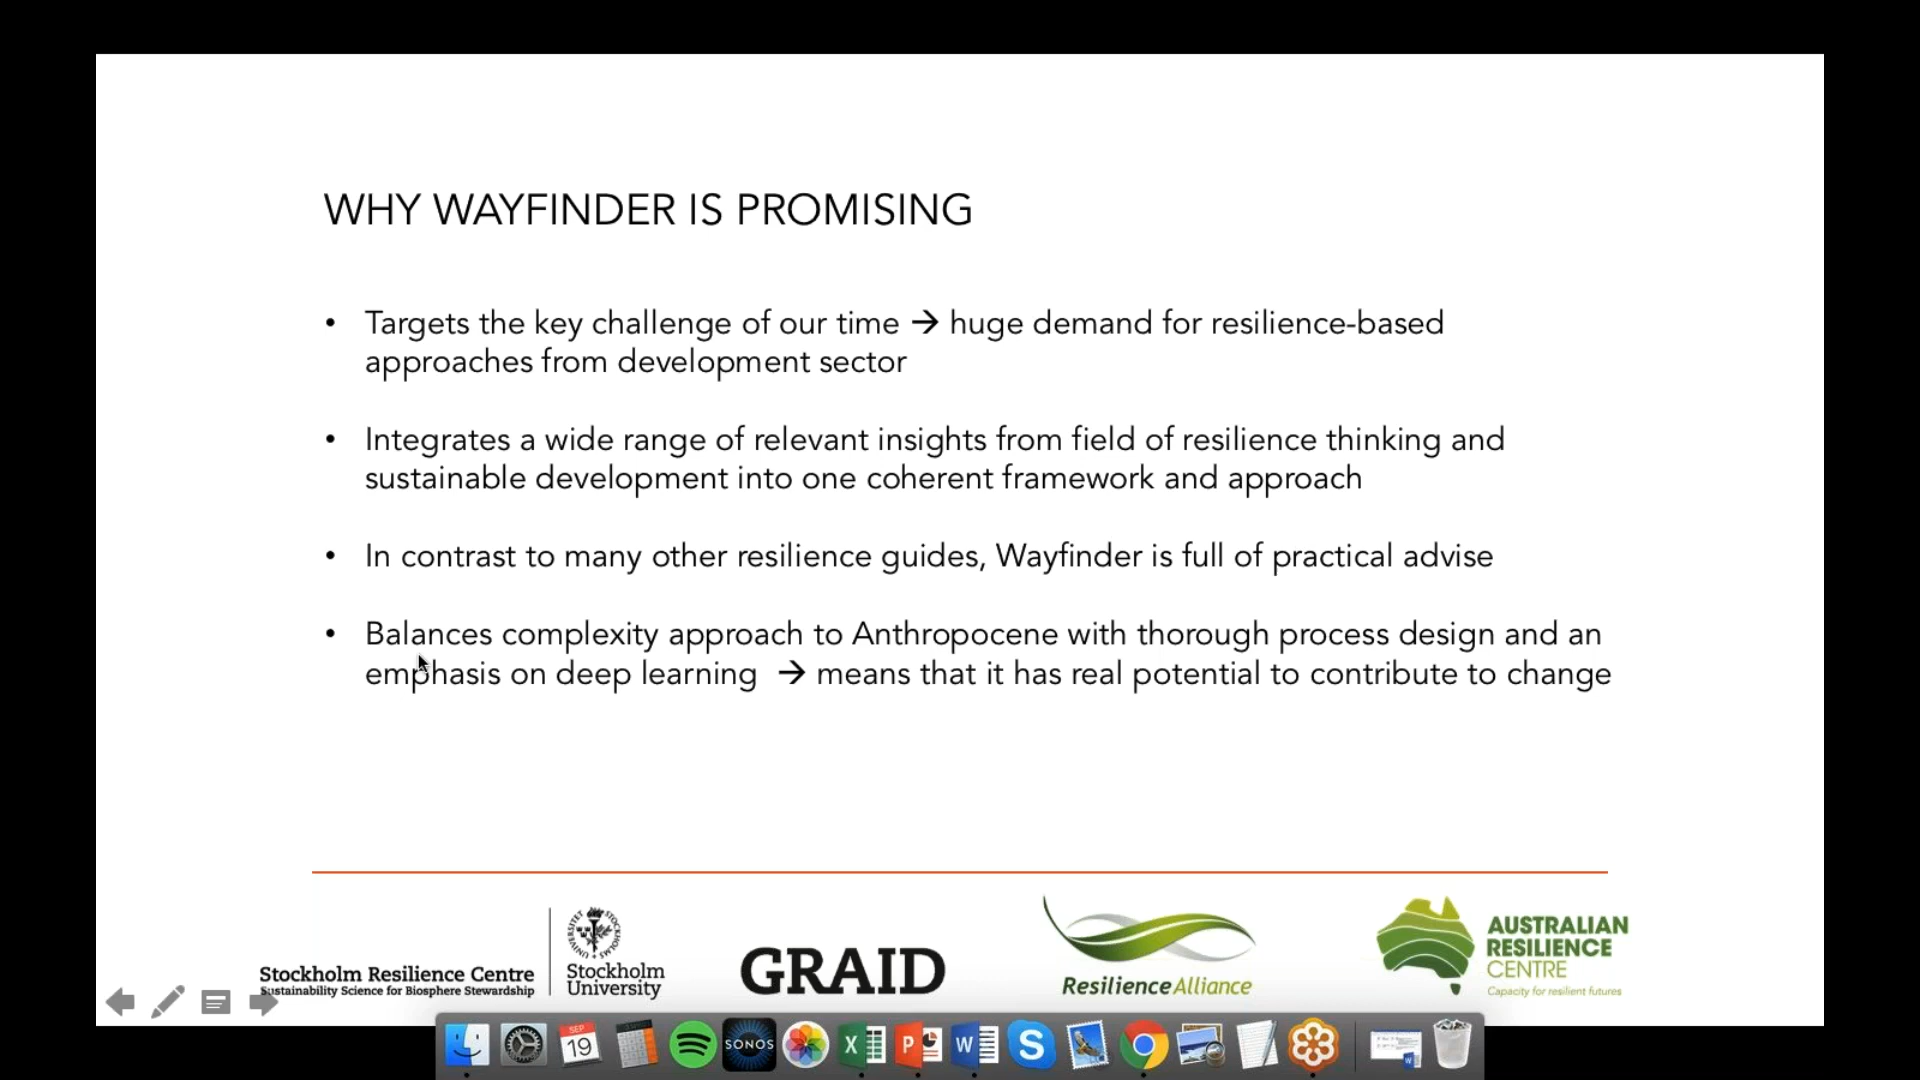 WHY WAYFINDER IS PROMISING
• Targets the key challenge of our time → huge demand for resilience-based
approaches from development sector
• Integrates a wide range of relevant insights from field of resilience thinking and
sustainable development into one coherent framework and approach
• In contrast to many other resilience guides, Wayfinder is full of practical advise
• Balances complexity approach to Anthropocene with thorough process design and an
emphasis on deep learning → means that it has real potential to contribute to change
Stockholm Resilience Centre
Sustainability Science for Biosphere Stewardship
Stockholm
University
GRAID
Resilience Alliance
AUSTRALIAN
RESILIENCE
CENTRE
Capacity for resilient futures
SEP
19
SONOS
X
P
W
S